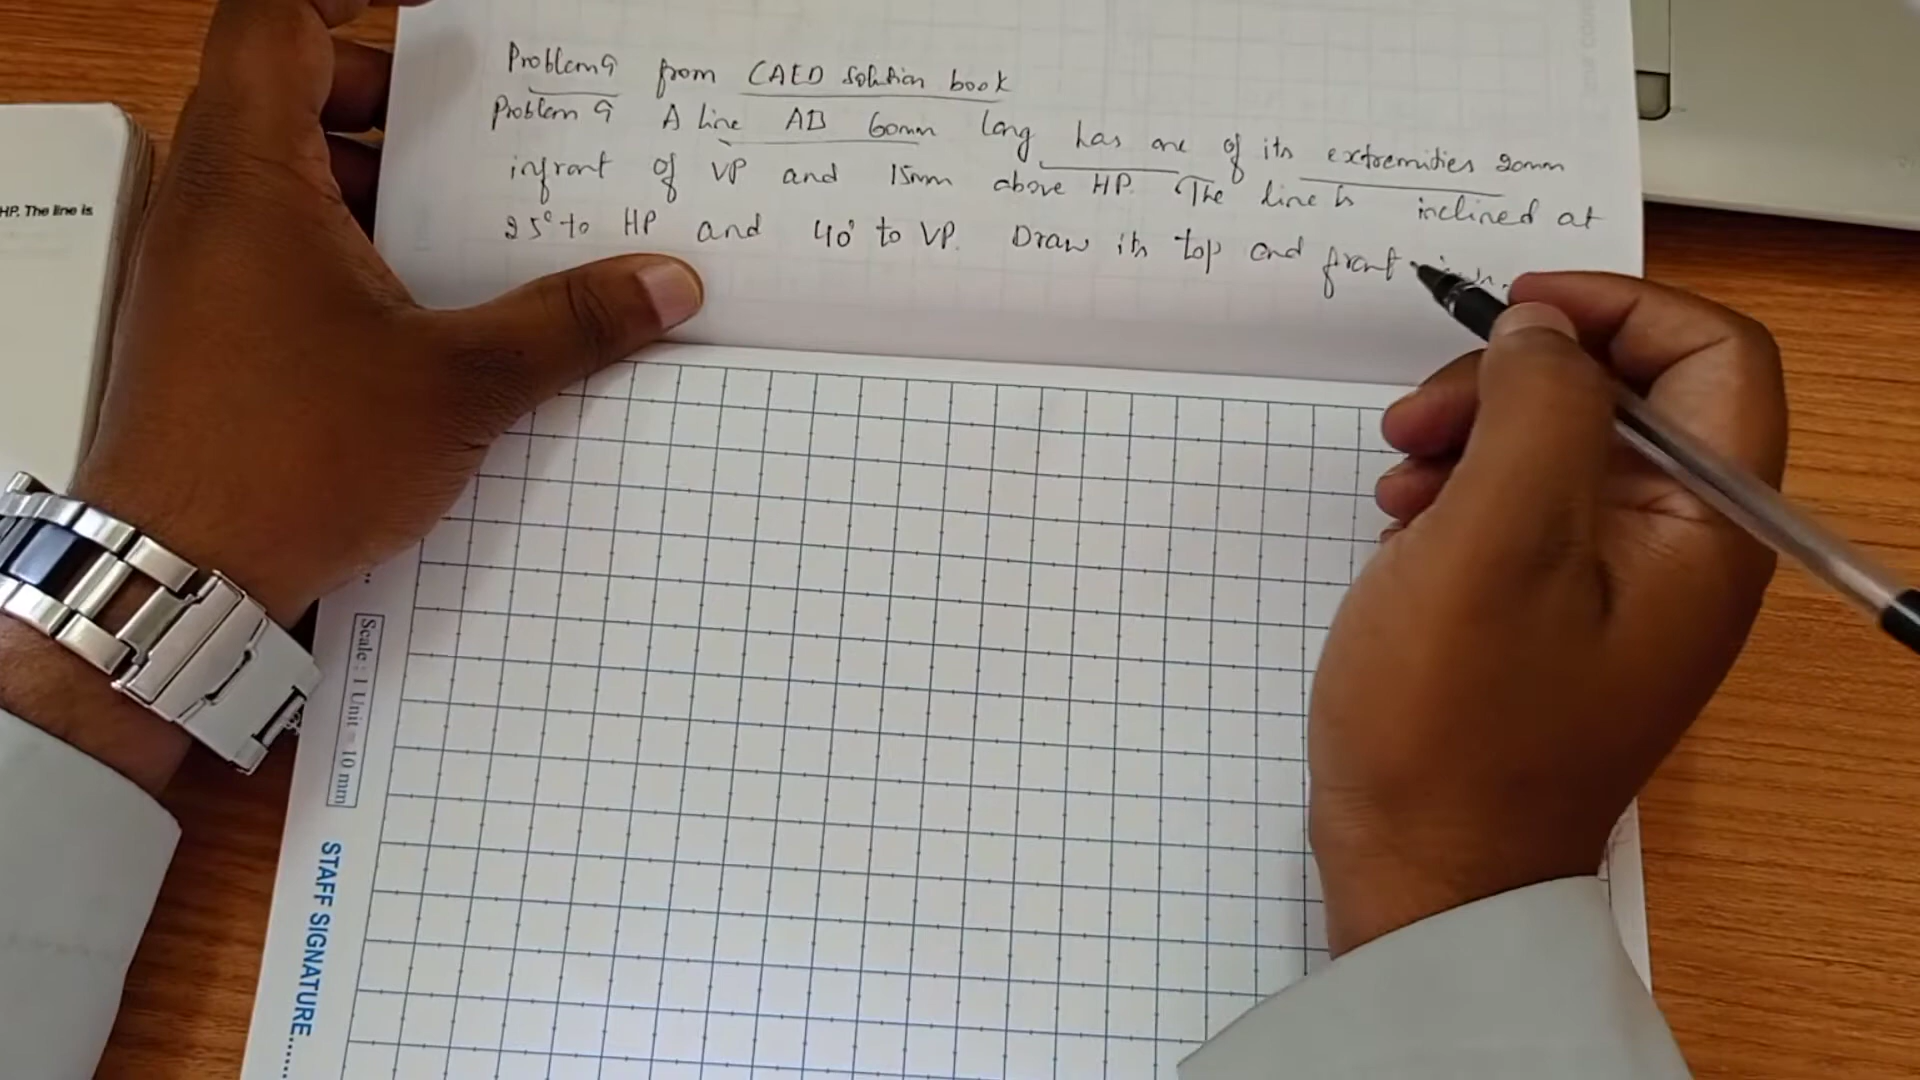 Problem 9 from CAED solution book
Problem 9 A line AB 60mm long has one of its extremities 20mm
infront of VP and 15mm above HP. The line is inclined at
25° to HP and 40° to VP. Draw its top and front
HP. The line is
Scale : 1 Unit = 10 mm
STAFF SIGNATURE......